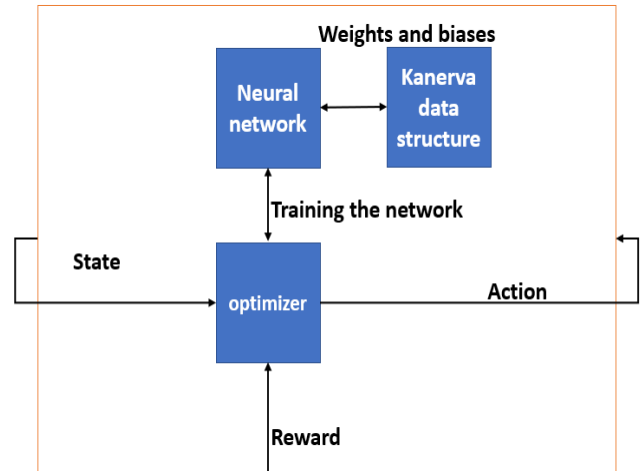 Weights and biases
Neural
network
Kanerva
data
structure
Training the network
State
optimizer
Action
Reward